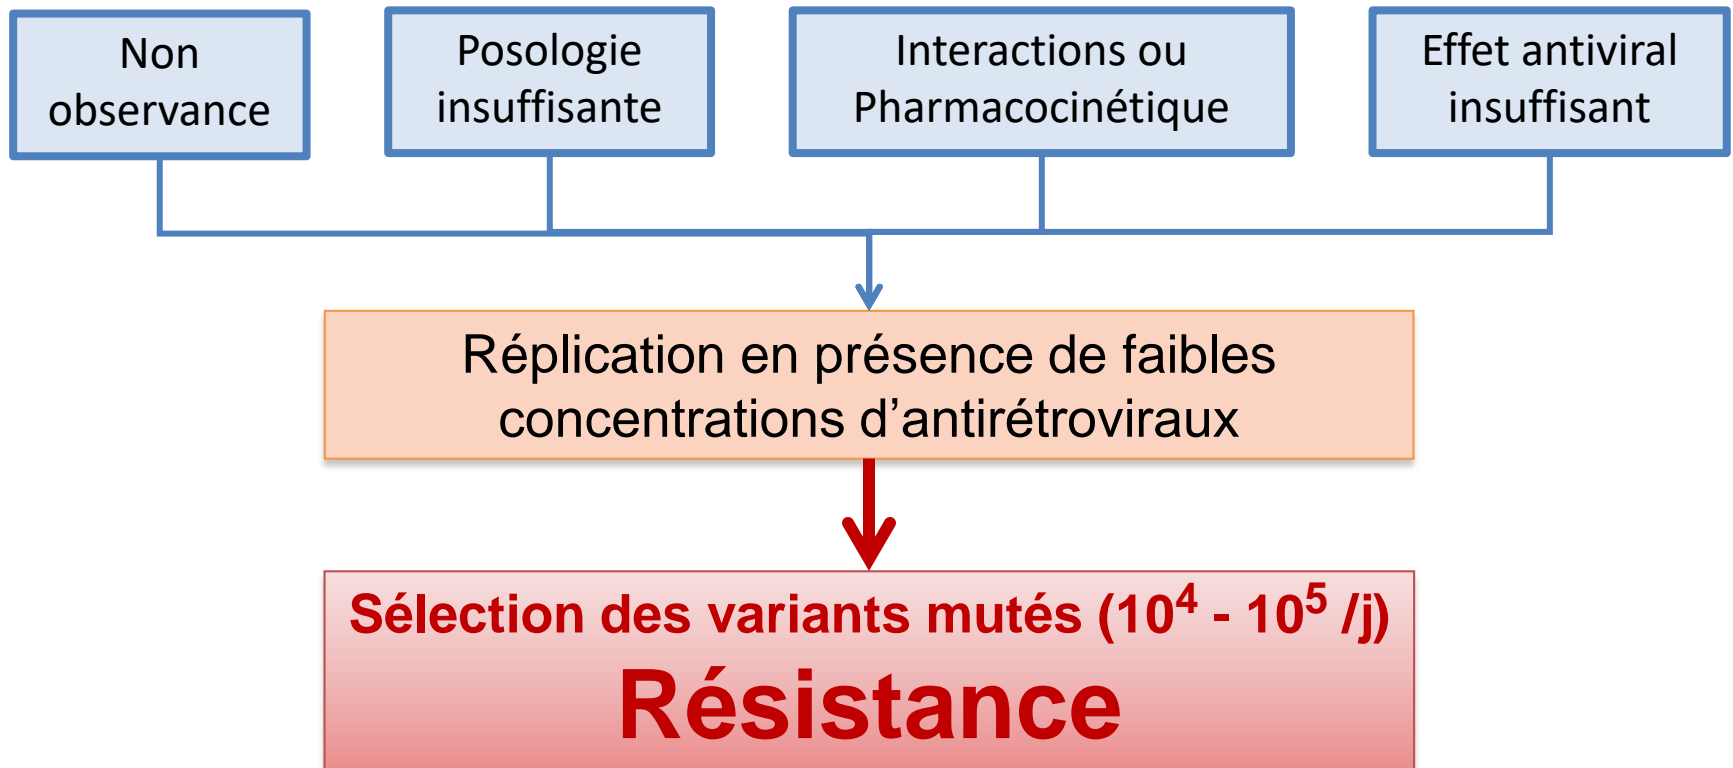 Non
observance
Posologie
insuffisante
Interactions ou
Pharmacocinétique
Effet antiviral
insuffisant
Réplication en présence de faibles
concentrations d’antirétroviraux
Sélection des variants mutés (10⁴ - 10⁵ /j)
Résistance